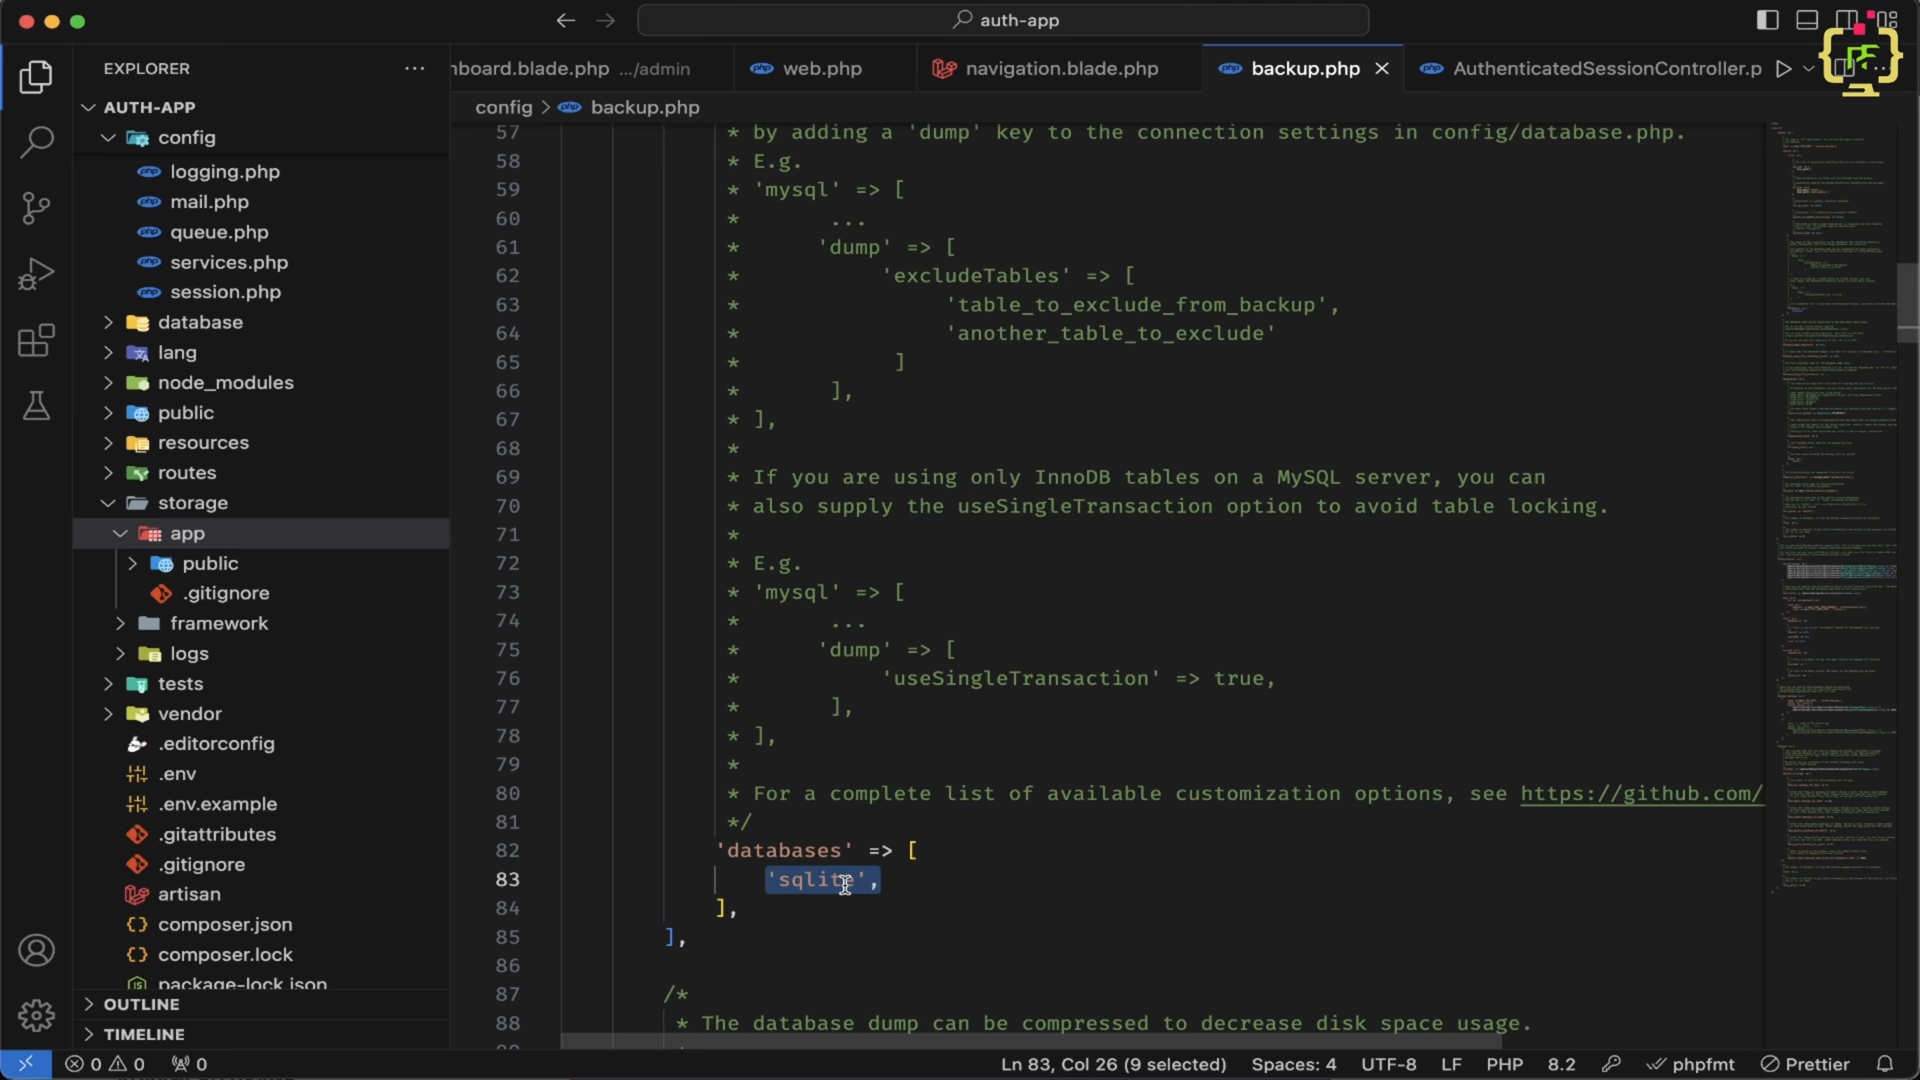 auth-app
EXPLORER
nboard.blade.php .../admin
web.php
navigation.blade.php
backup.php
AuthenticatedSessionController.p
AUTH-APP
config > backup.php
config
logging.php
mail.php
queue.php
services.php
session.php
database
lang
node_modules
public
resources
routes
storage
app
public
.gitignore
framework
logs
tests
vendor
.editorconfig
.env
.env.example
.gitattributes
.gitignore
artisan
composer.json
composer.lock
package-lock.json
OUTLINE
TIMELINE
57 * by adding a 'dump' key to the connection settings in config/database.php.
58 * E.g.
59 * 'mysql' => [
60 * ...
61 * 'dump' => [
62 * 'excludeTables' => [
63 * 'table_to_exclude_from_backup',
64 * 'another_table_to_exclude'
65 * ]
66 * ],
67 * ],
68 *
69 * If you are using only InnoDB tables on a MySQL server, you can
70 * also supply the useSingleTransaction option to avoid table locking.
71 *
72 * E.g.
73 * 'mysql' => [
74 * ...
75 * 'dump' => [
76 * 'useSingleTransaction' => true,
77 * ],
78 * ],
79 *
80 * For a complete list of available customization options, see https://github.com/
81 */
82 'databases' => [
83 'sqlite',
84 ],
85 ],
86
87 /*
88 * The database dump can be compressed to decrease disk space usage.
0 0 0
Ln 83, Col 26 (9 selected)
Spaces: 4
UTF-8
LF
PHP
8.2
phpfmt
Prettier